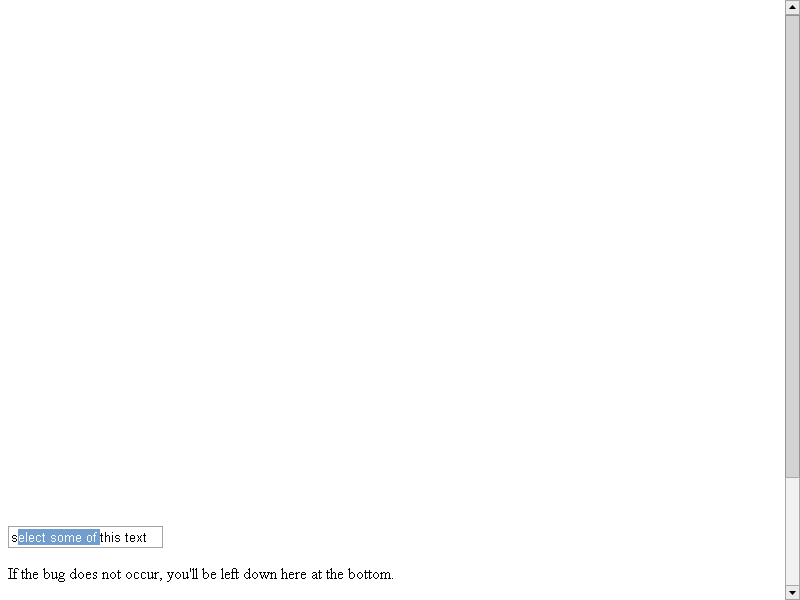 select some of this text
If the bug does not occur, you'll be left down here at the bottom.